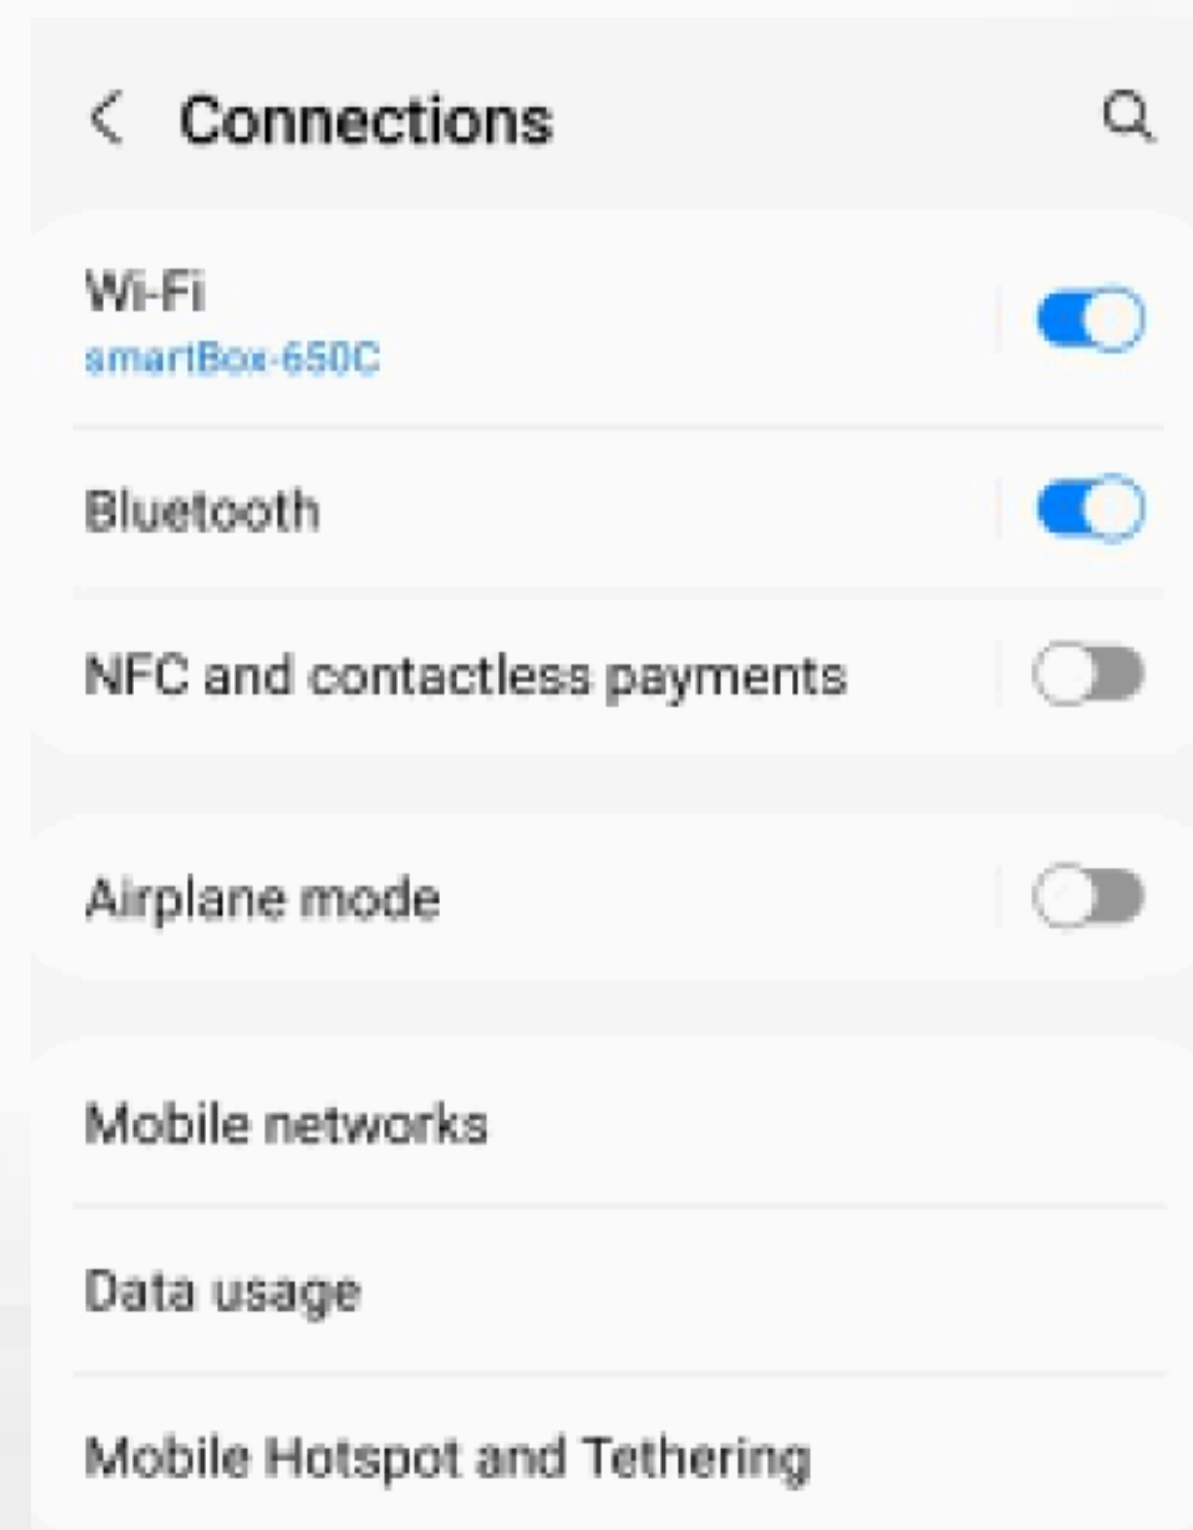 Connections
Wi-Fi
smartBox-650C
Bluetooth
NFC and contactless payments
Airplane mode
Mobile networks
Data usage
Mobile Hotspot and Tethering